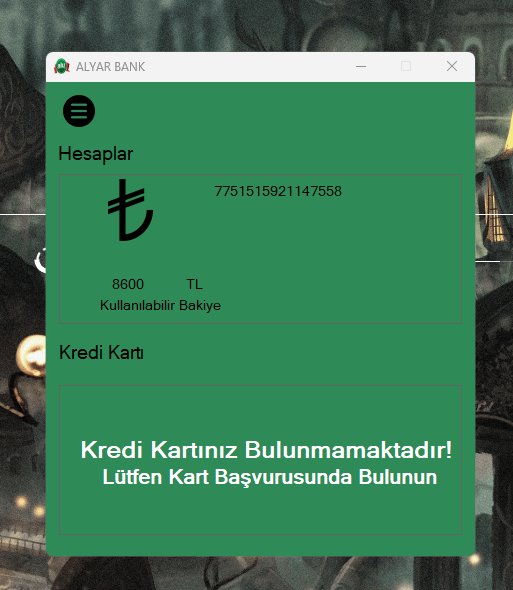 ALYAR BANK
Hesaplar
₺
7751515921147558
8600 TL
Kullanılabilir Bakiye
Kredi Kartı
Kredi Kartınız Bulunmamaktadır!
Lütfen Kart Başvurusunda Bulunun